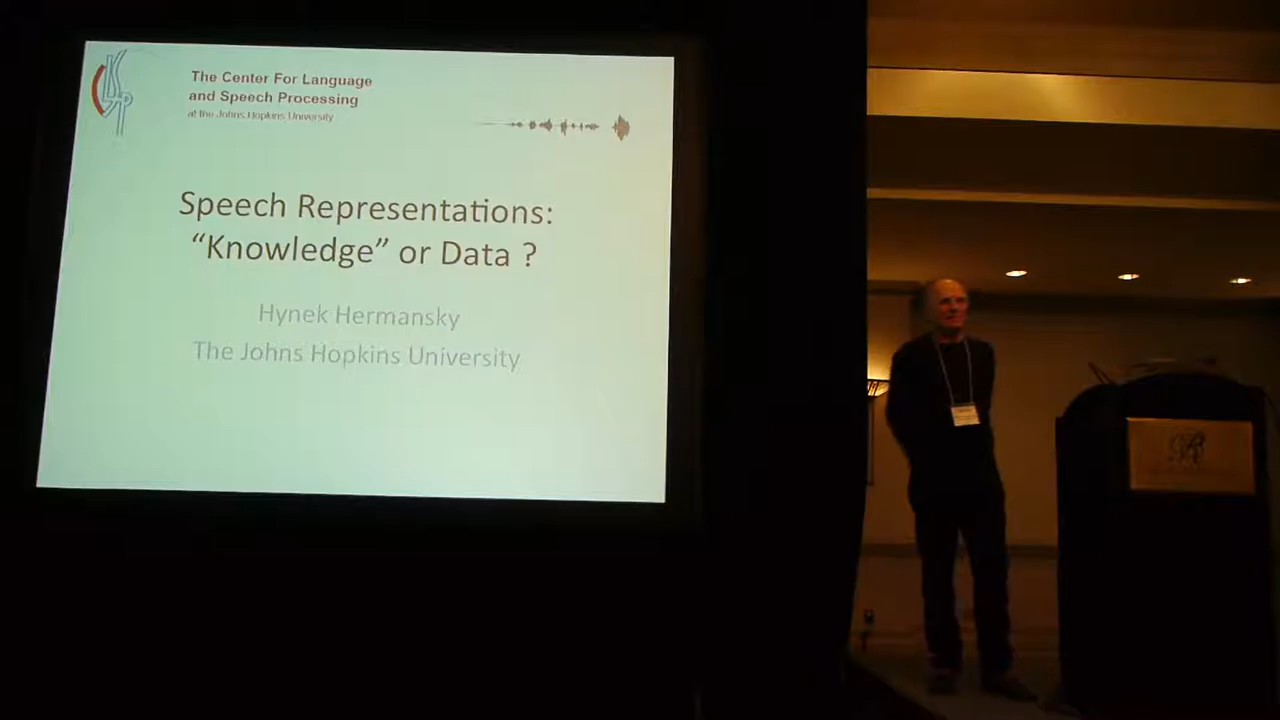 The Center For Language
and Speech Processing
at the Johns Hopkins University
Speech Representations:
“Knowledge” or Data ?
Hynek Hermansky
The Johns Hopkins University